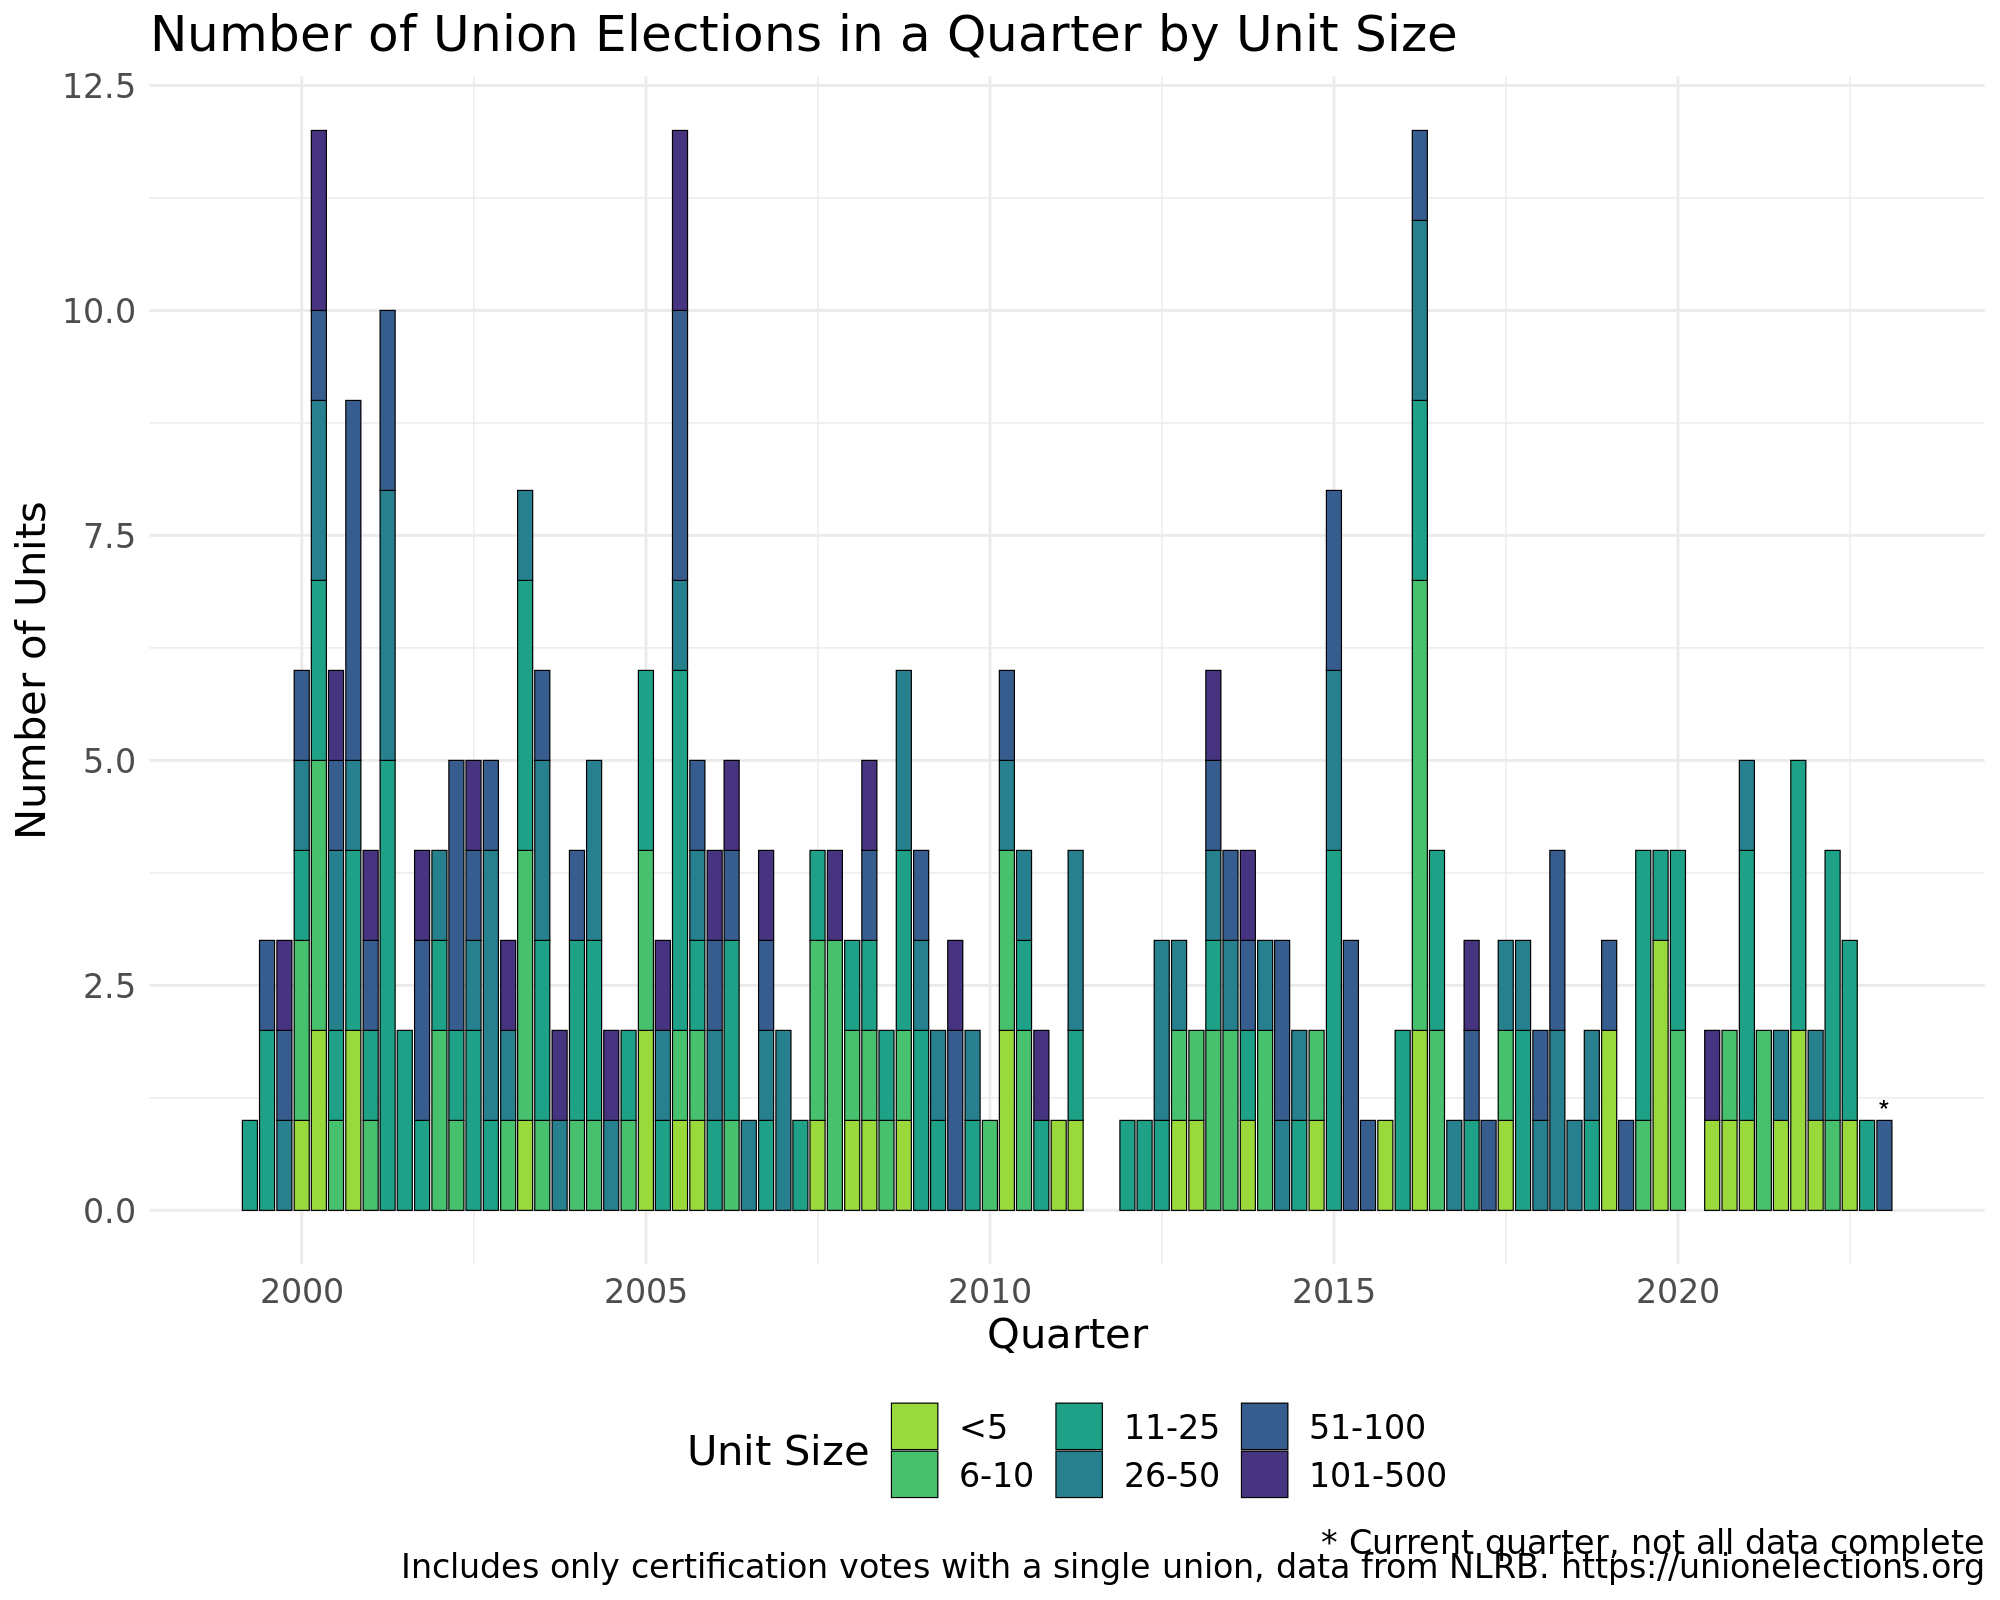 Number of Union Elections in a Quarter by Unit Size
12.5
10.0
7.5
5.0
2.5
0.0
Number of Units
*
2000 2005 2010 2015 2020
Quarter
Unit Size
<5 11-25 51-100
6-10 26-50 101-500
* Current quarter, not all data complete
Includes only certification votes with a single union, data from NLRB. https://unionelections.org